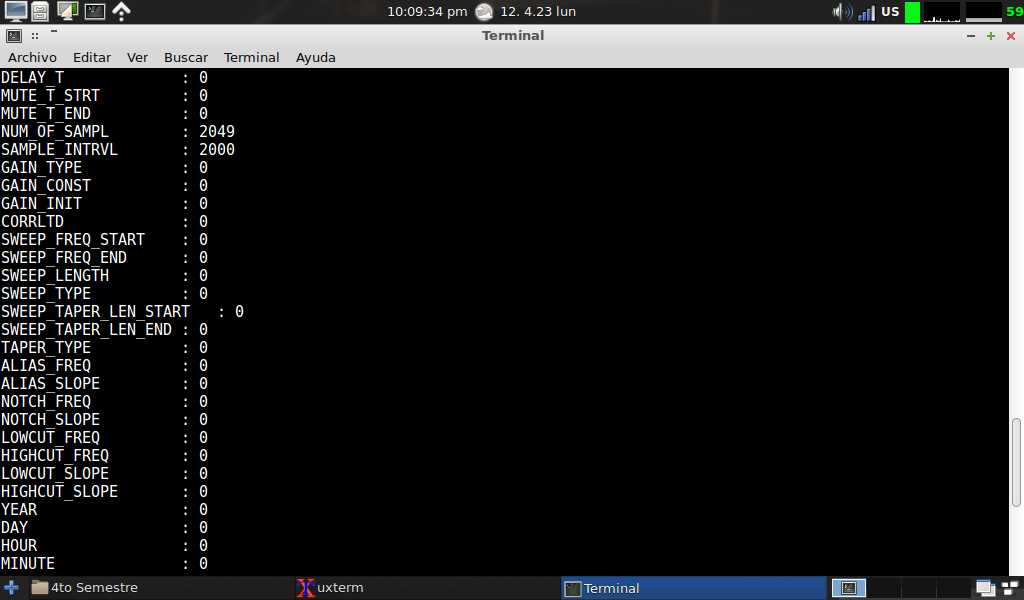 10:09:34 pm 12. 4.23 lun US 59
Terminal
Archivo Editar Ver Buscar Terminal Ayuda
DELAY_T : 0
MUTE_T_STRT : 0
MUTE_T_END : 0
NUM_OF_SAMPL : 2049
SAMPLE_INTRVL : 2000
GAIN_TYPE : 0
GAIN_CONST : 0
GAIN_INIT : 0
CORRLTD : 0
SWEEP_FREQ_START : 0
SWEEP_FREQ_END : 0
SWEEP_LENGTH : 0
SWEEP_TYPE : 0
SWEEP_TAPER_LEN_START : 0
SWEEP_TAPER_LEN_END : 0
TAPER_TYPE : 0
ALIAS_FREQ : 0
ALIAS_SLOPE : 0
NOTCH_FREQ : 0
NOTCH_SLOPE : 0
LOWCUT_FREQ : 0
HIGHCUT_FREQ : 0
LOWCUT_SLOPE : 0
HIGHCUT_SLOPE : 0
YEAR : 0
DAY : 0
HOUR : 0
MINUTE : 0
4to Semestre uxterm Terminal